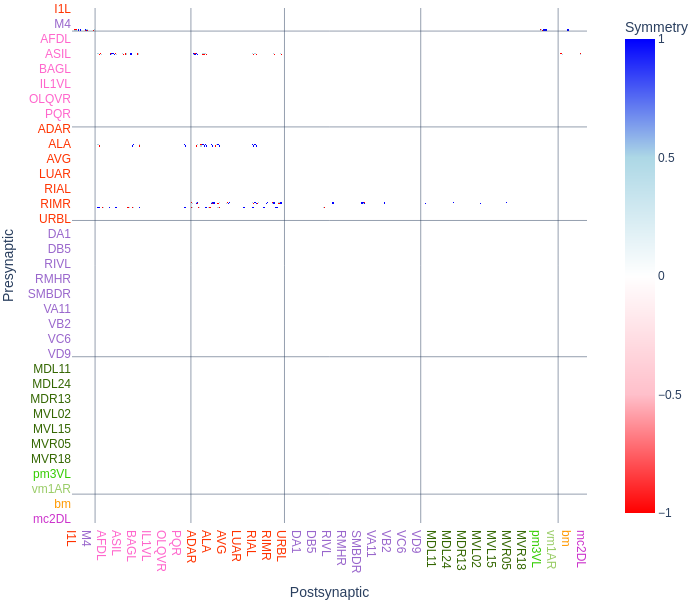 Symmetry
1
0.5
0
−0.5
−1
Presynaptic
I1L
M4
AFDL
ASIL
BAGL
IL1VL
OLQVR
PQR
ADAR
ALA
AVG
LUAR
RIAL
RIMR
URBL
DA1
DB5
RIVL
RMHR
SMBDR
VA11
VB2
VC6
VD9
MDL11
MDL24
MDR13
MVL02
MVL15
MVR05
MVR18
pm3VL
vm1AR
bm
mc2DL
I1L
M4
AFDL
ASIL
BAGL
IL1VL
OLQVR
PQR
ADAR
ALA
AVG
LUAR
RIAL
RIMR
URBL
DA1
DB5
RIVL
RMHR
SMBDR
VA11
VB2
VC6
VD9
MDL11
MDL24
MDR13
MVL02
MVL15
MVR05
MVR18
pm3VL
vm1AR
bm
mc2DL
Postsynaptic